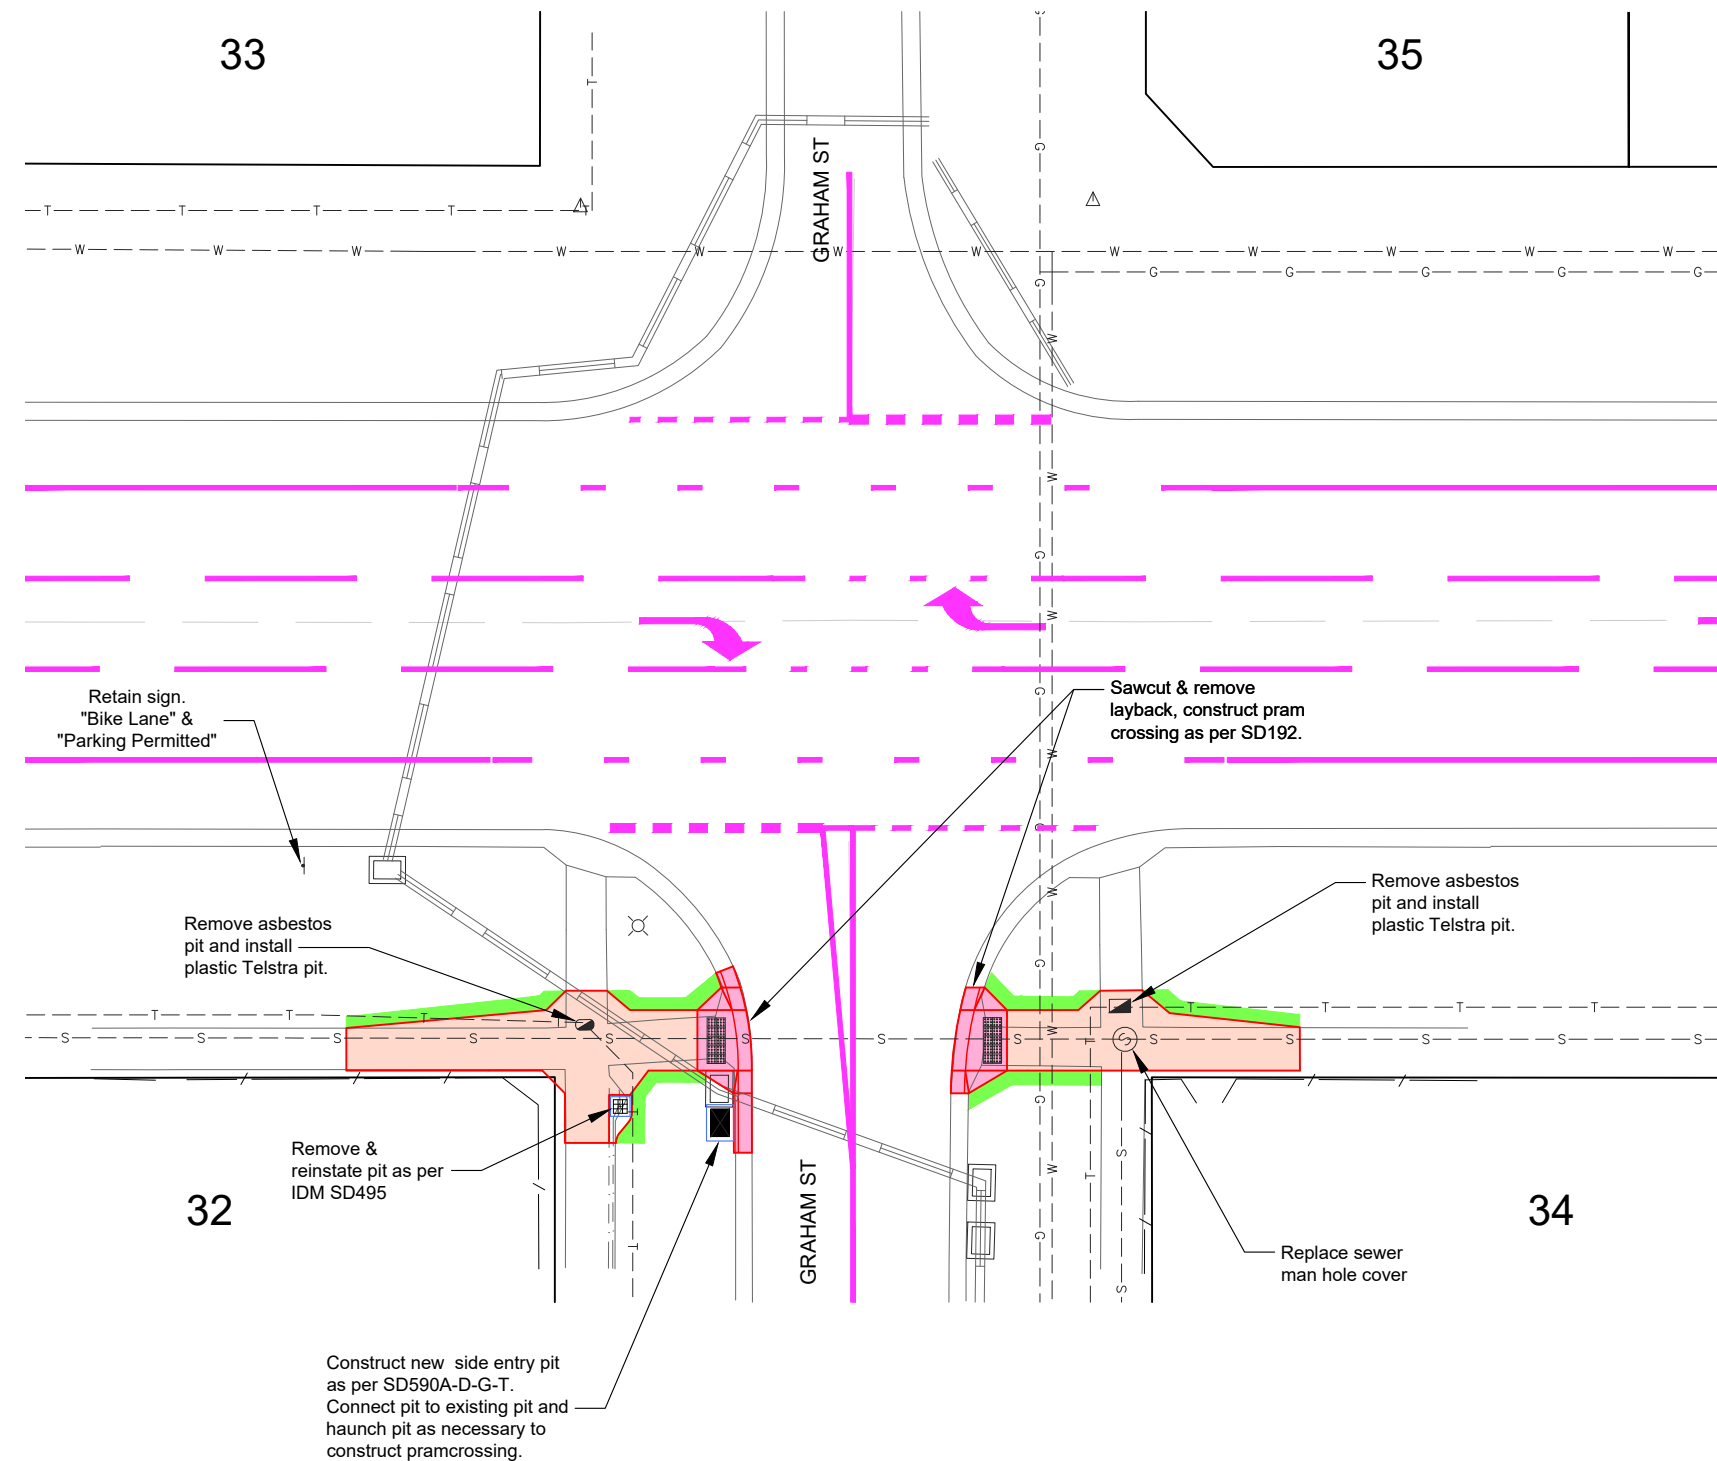 33
35
GRAHAM ST
Retain sign.
"Bike Lane" &
"Parking Permitted"
Sawcut & remove
layback, construct pram
crossing as per SD192.
Remove asbestos
pit and install
plastic Telstra pit.
Remove asbestos
pit and install
plastic Telstra pit.
Remove &
reinstate pit as per
IDM SD495
32
GRAHAM ST
34
Replace sewer
man hole cover
Construct new  side entry pit
as per SD590A-D-G-T.
Connect pit to existing pit and
haunch pit as necessary to
construct pramcrossing.
T T T T T
W W W W W W W W W W W W
G G G G G
G G G G G G G G
W W W W W W W
T T T T
S S S S S S S S S S S S
T T T T
T T
S S